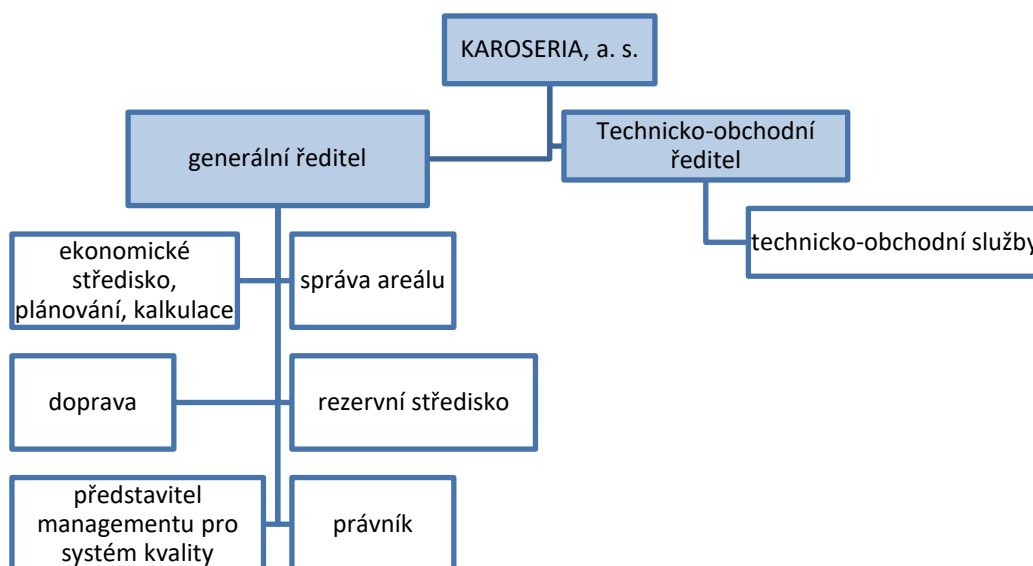 KAROSERIA, a. s.
generální ředitel
Technicko-obchodní
ředitel
technicko-obchodní služby
ekonomické
středisko,
plánování, kalkulace
správa areálu
doprava
rezervní středisko
představitel
managementu pro
systém kvality
právník